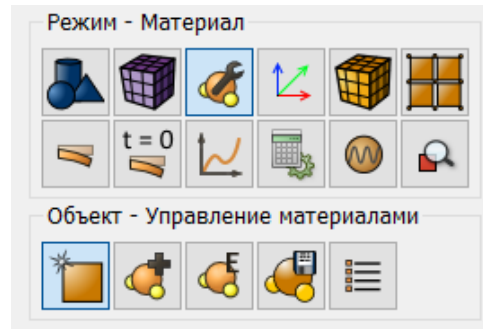 Режим - Материал
t = 0
Объект - Управление материалами
E